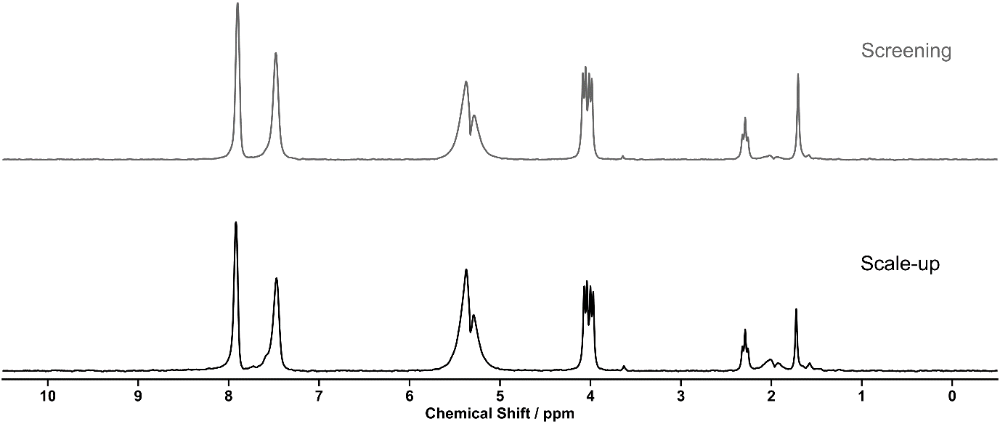 Screening
Scale-up
10 9 8 7 6 5 4 3 2 1 0
Chemical Shift / ppm